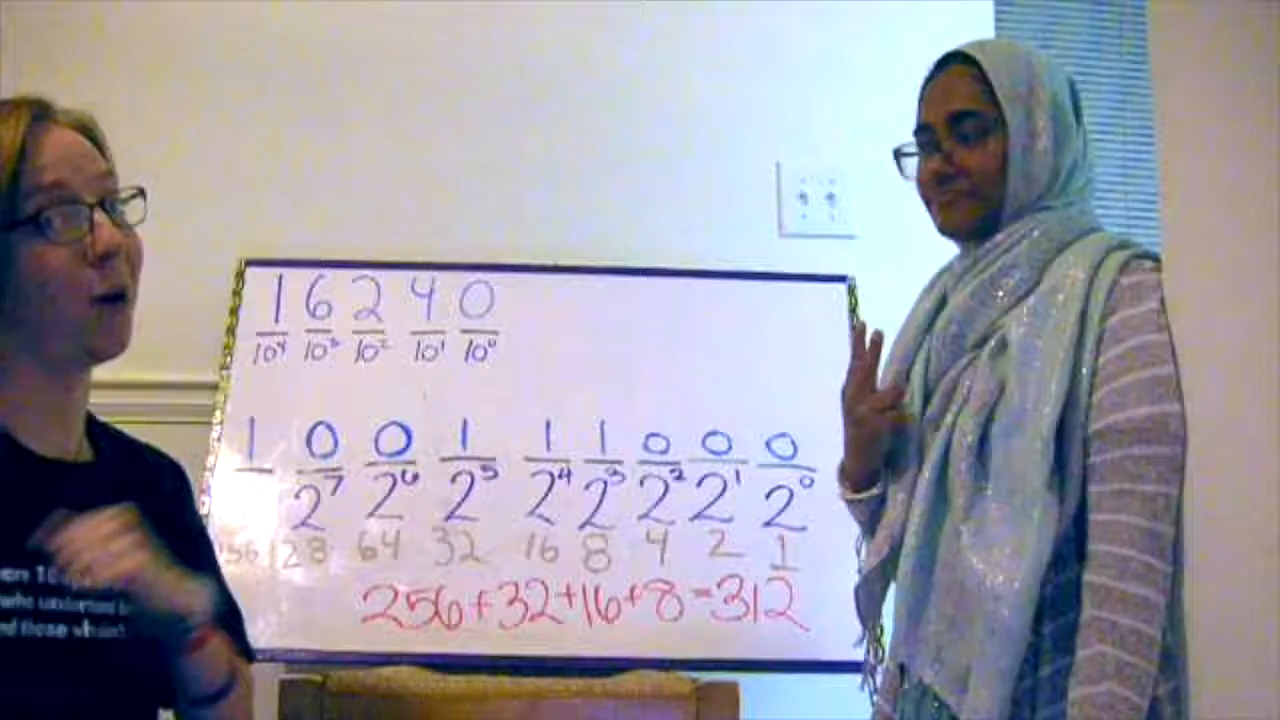 1 6 2 4 0
10⁴ 10³ 10² 10¹ 10⁰
1 0 0 1 1 1 0 0 0
2⁷ 2⁶ 2⁵ 2⁴ 2³ 2² 2¹ 2⁰
56 128 64 32 16 8 4 2 1
256+32+16+8=312